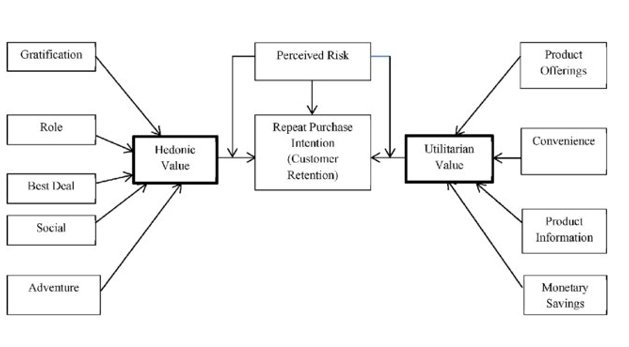 Gratification
Role
Best Deal
Social
Adventure
Hedonic
Value
Perceived Risk
Repeat Purchase
Intention
(Customer
Retention)
Utilitarian
Value
Product
Offerings
Convenience
Product
Information
Monetary
Savings